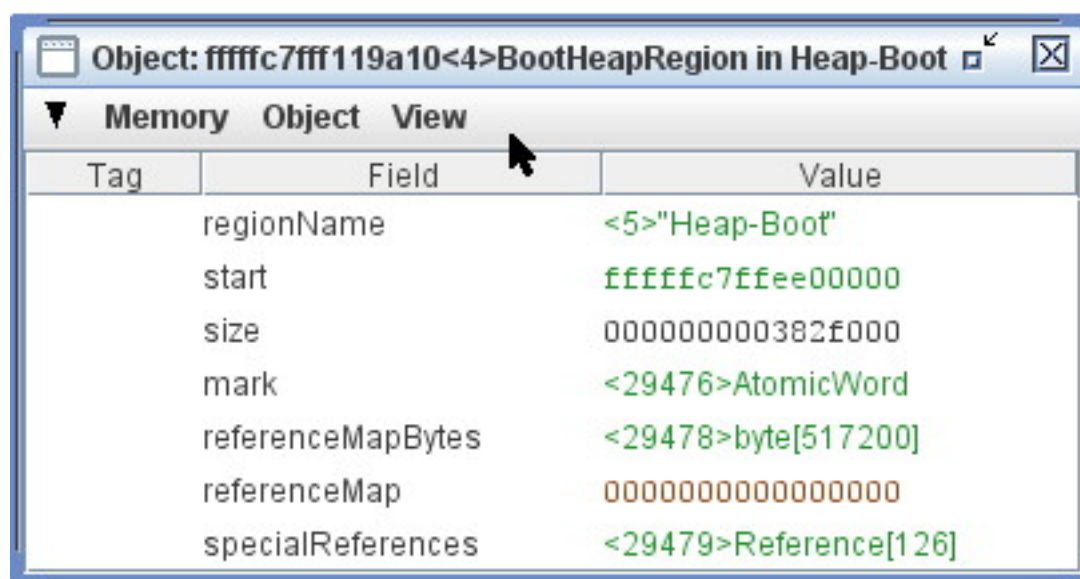 Object: fffffc7fff119a10<4>BootHeapRegion in Heap-Boot
Memory Object View
Tag Field Value
regionName <5>"Heap-Boot"
start fffffc7ffee00000
size 000000000382f000
mark <29476>AtomicWord
referenceMapBytes <29478>byte[517200]
referenceMap 0000000000000000
specialReferences <29479>Reference[126]